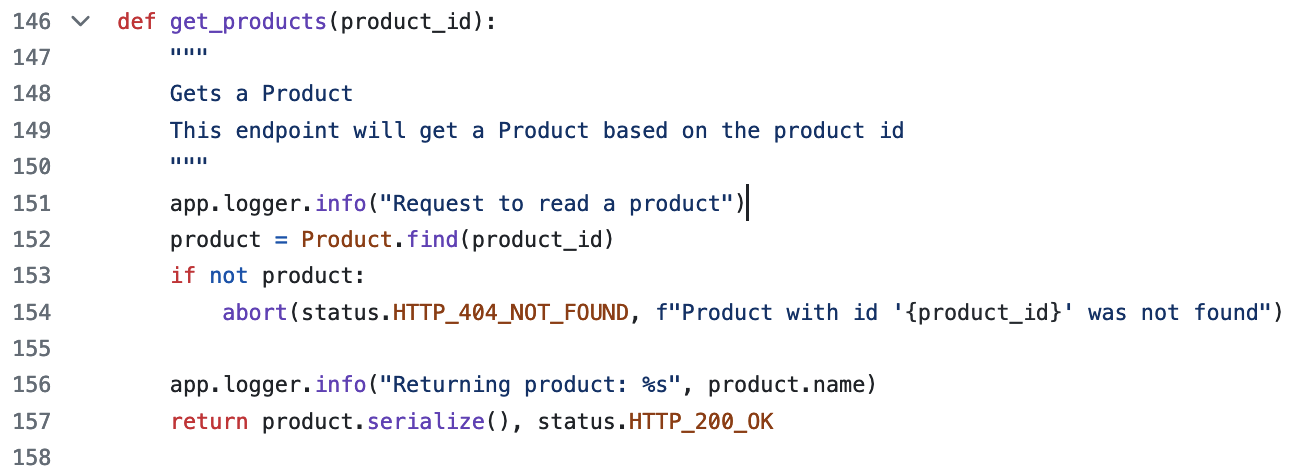 146 def get_products(product_id):
147 """
148 Gets a Product
149 This endpoint will get a Product based on the product id
150 """
151 app.logger.info("Request to read a product")
152 product = Product.find(product_id)
153 if not product:
154 abort(status.HTTP_404_NOT_FOUND, f"Product with id '{product_id}' was not found")
155
156 app.logger.info("Returning product: %s", product.name)
157 return product.serialize(), status.HTTP_200_OK
158